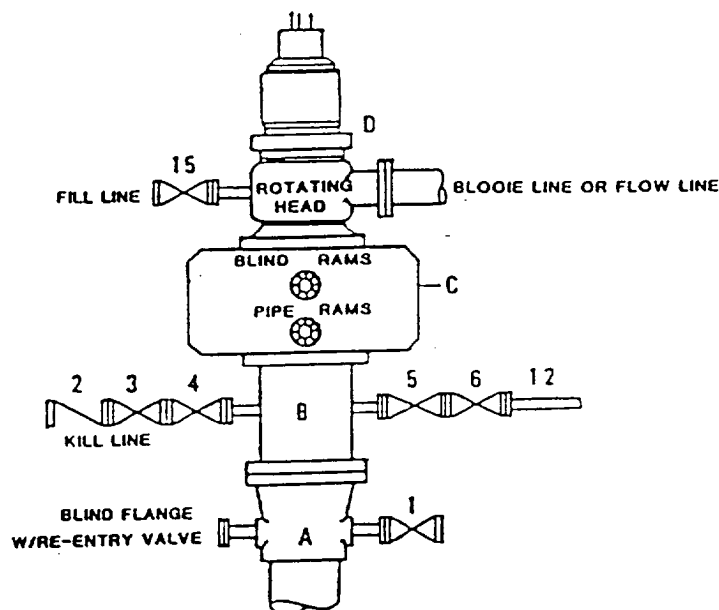 D
15
FILL LINE
ROTATING
HEAD
BLOOIE LINE OR FLOW LINE
BLIND RAMS
C
PIPE RAMS
2 3 4
5 6 12
B
KILL LINE
1
BLIND FLANGE
W/RE-ENTRY VALVE
A